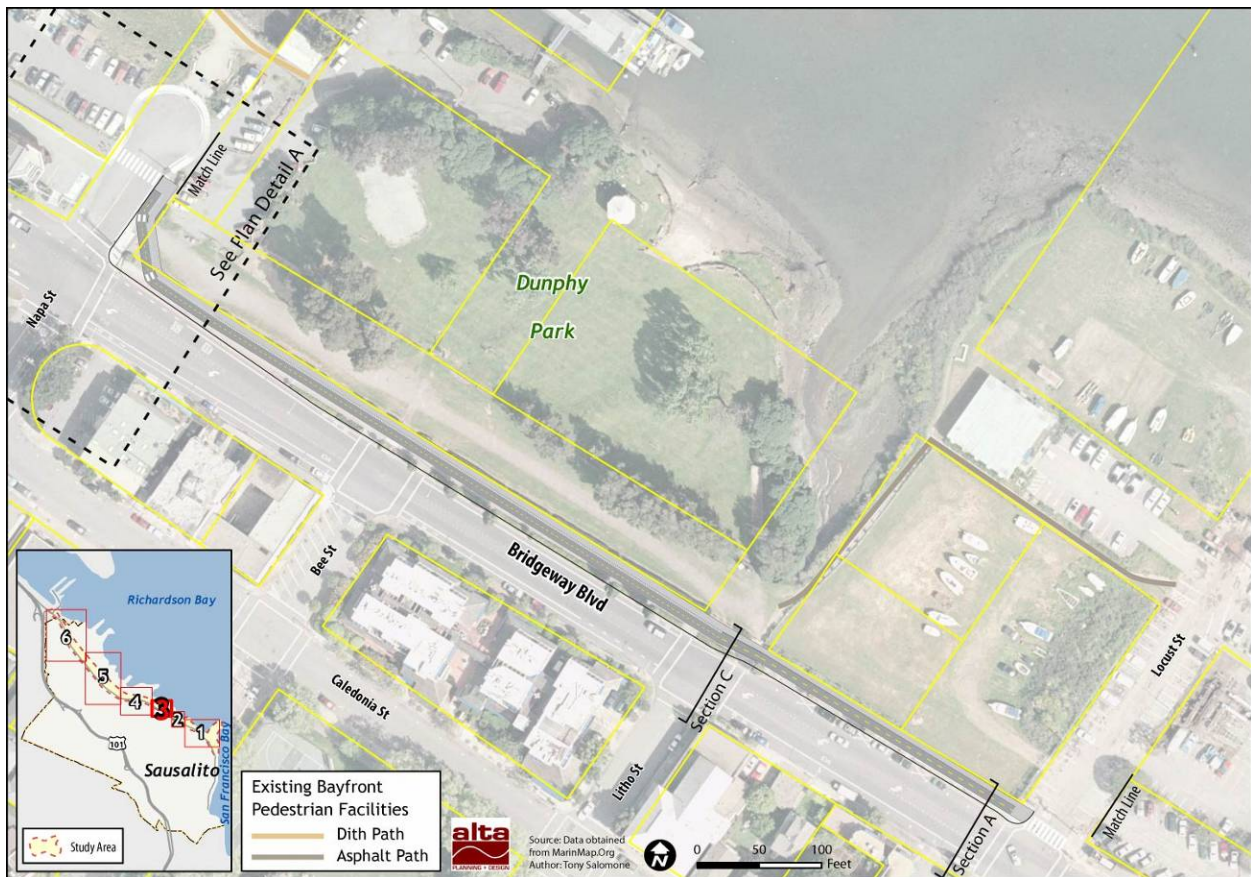 Match Line
See Plan Detail A
Napa St
Dunphy
Park
Bee St
Bridgeway Blvd
Caledonia St
Litho St
Section C
Section A
Locust St
Match Line
Richardson Bay
6
5
4
3
2
1
101
Sausalito
San Francisco Bay
Study Area
Existing Bayfront
Pedestrian Facilities
Dith Path
Asphalt Path
alta
PLANNING + DESIGN
Source: Data obtained
from MarinMap.Org
Author: Tony Salomone
N
0 50 100
Feet